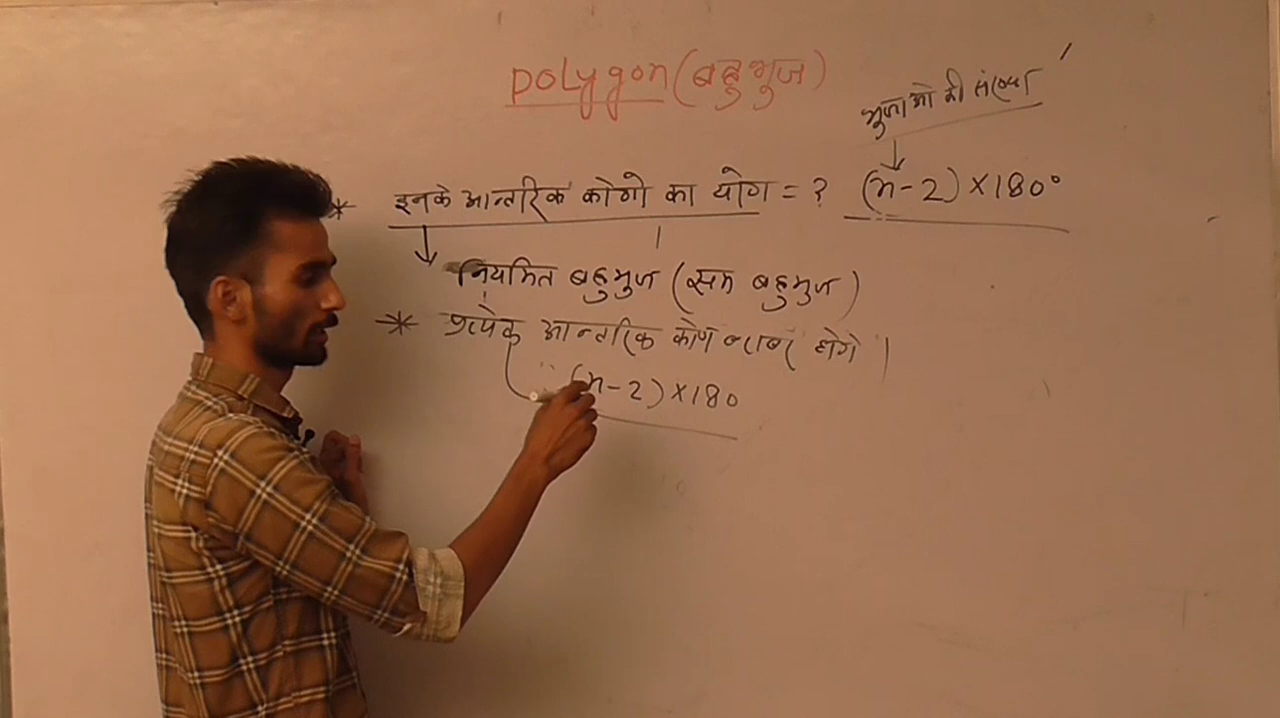 polygon (बहुभुज)
भुजाओ की संख्या
* इनके आन्तरिक कोणो का योग = ? (n-2)×180°
नियमित बहुभुज (सम बहुभुज)
* प्रत्येक आन्तरिक कोण बराबर होगे।
(n-2)×180